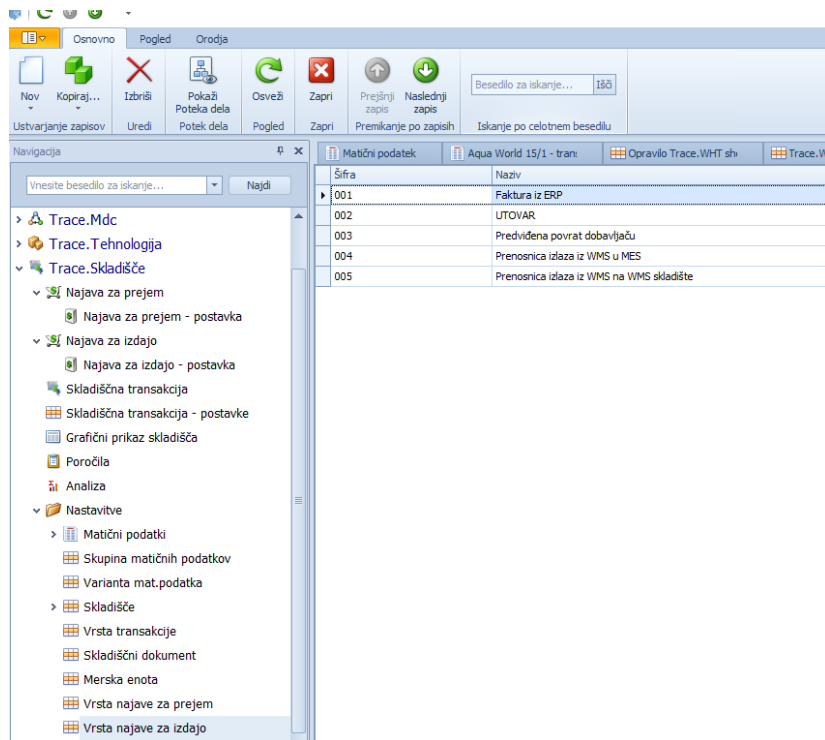 Osnovno Pogled Orodja
Nov Kopiraj... Izbriši Pokaži Poteka dela Osveži Zapri Prejšnji zapis Naslednji zapis Besedilo za iskanje... Išči
Ustvarjanje zapisov Uredi Potek dela Pogled Zapri Premikanje po zapisih Iskanje po celotnem besedilu
Navigacija
Vnesite besedilo za iskanje... Najdi
Trace.Mdc
Trace.Tehnologija
Trace.Skladišče
Najava za prejem
Najava za prejem - postavka
Najava za izdajo
Najava za izdajo - postavka
Skladiščna transakcija
Skladiščna transakcija - postavke
Grafični prikaz skladišča
Poročila
Analiza
Nastavitve
Matični podatki
Skupina matičnih podatkov
Varianta mat.podatka
Skladišče
Vrsta transakcije
Skladiščni dokument
Merska enota
Vrsta najave za prejem
Vrsta najave za izdajo
Matični podatek Aqua World 15/1 - trans Opravilo Trace.WHT Trace.W
Šifra Naziv
001 Faktura iz ERP
002 UTOVAR
003 Predviđena povrat dobavljaču
004 Prenosnica izlaza iz WMS u MES
005 Prenosnica izlaza iz WMS na WMS skladište